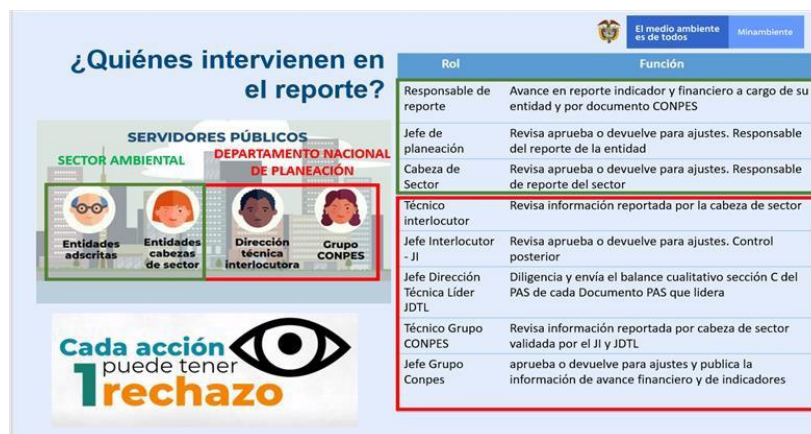 El medio ambiente
es de todos
Minambiente
¿Quiénes intervienen en
el reporte?
SERVIDORES PÚBLICOS
SECTOR AMBIENTAL
DEPARTAMENTO NACIONAL
DE PLANEACIÓN
Entidades
adscritas
Entidades
cabezas
de sector
Dirección
técnica
interlocutora
Grupo
CONPES
Cada acción
puede tener
1 rechazo
Rol
Función
Responsable de
reporte
Avance en reporte indicador y financiero a cargo de su
entidad y por documento CONPES
Jefe de
planeación
Revisa aprueba o devuelve para ajustes. Responsable
del reporte de la entidad
Cabeza de
Sector
Revisa aprueba o devuelve para ajustes. Responsable
de reporte del sector
Técnico
interlocutor
Revisa información reportada por la cabeza de sector
Jefe Interlocutor
- JI
Revisa aprueba o devuelve para ajustes. Control
posterior
Jefe Dirección
Técnica Líder
JDTL
Diligencia y envía el balance cualitativo sección C del
PAS de cada Documento PAS que lidera
Técnico Grupo
CONPES
Revisa información reportada por cabeza de sector
validada por el JI y JDTL
Jefe Grupo
Conpes
aprueba o devuelve para ajustes y publica la
información de avance financiero y de indicadores